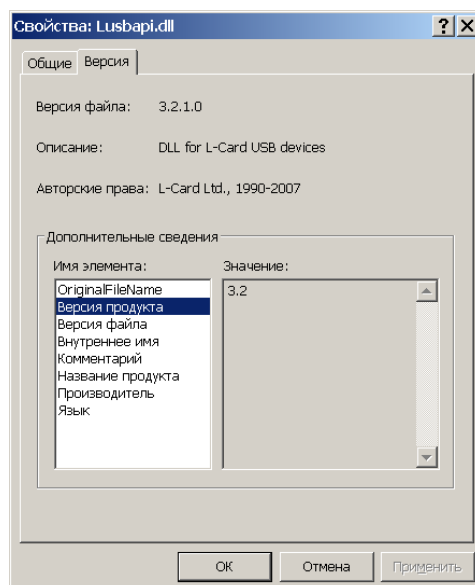 Свойства: Lusbapi.dll
Общие Версия
Версия файла: 3.2.1.0
Описание: DLL for L-Card USB devices
Авторские права: L-Card Ltd., 1990-2007
Дополнительные сведения
Имя элемента: Значение:
OriginalFileName 3.2
Версия продукта
Версия файла
Внутреннее имя
Комментарий
Название продукта
Производитель
Язык
ОК Отмена Применить